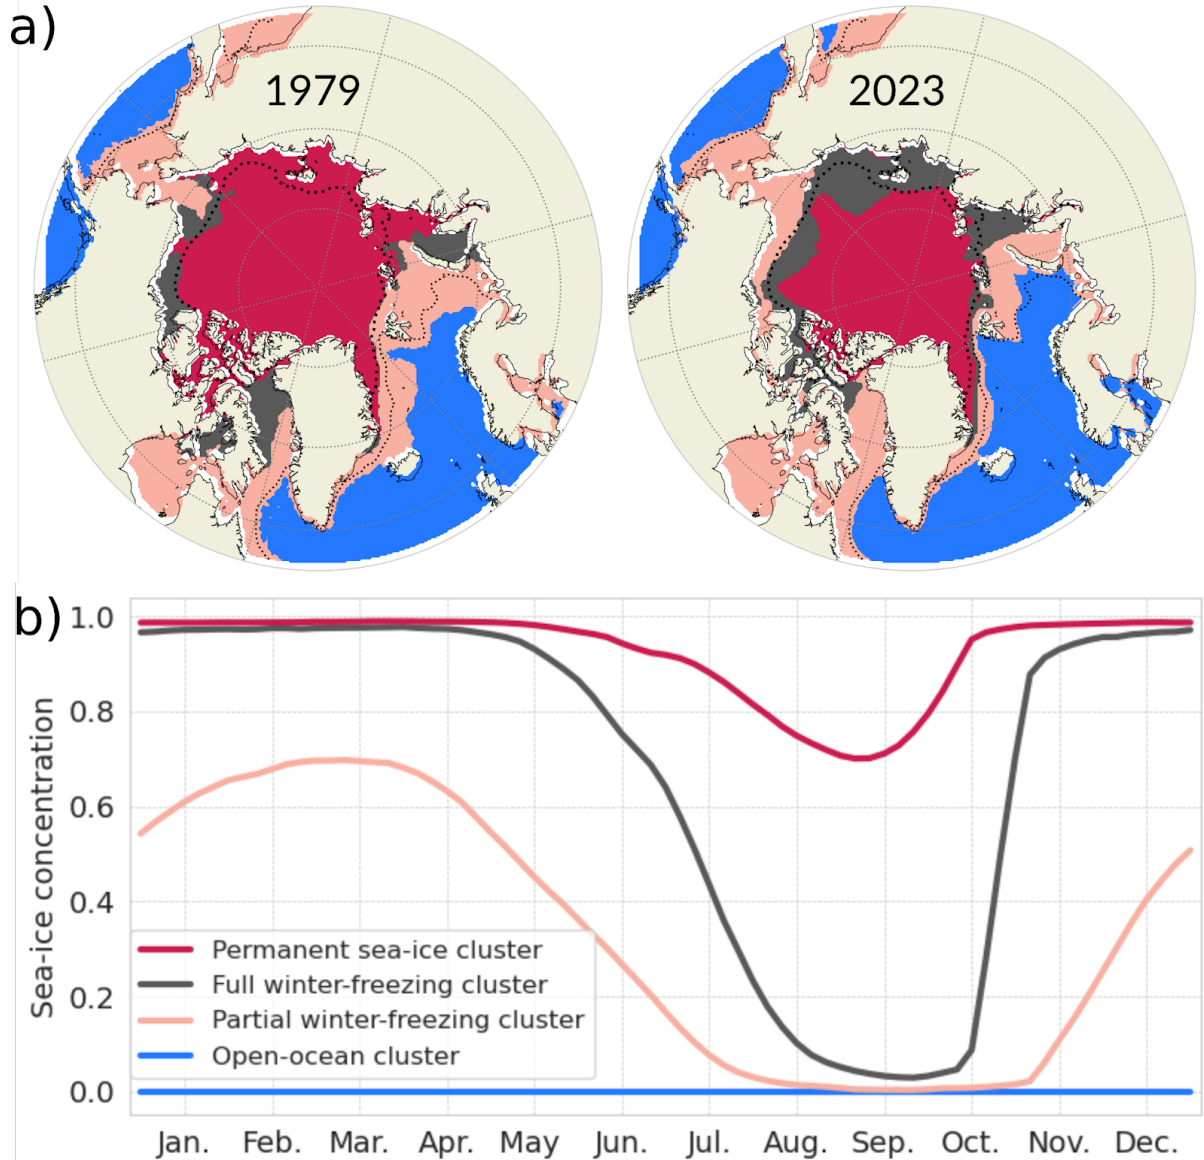 a)
1979
2023
b)
Sea-ice concentration
1.0
0.8
0.6
0.4
0.2
0.0
Permanent sea-ice cluster
Full winter-freezing cluster
Partial winter-freezing cluster
Open-ocean cluster
Jan. Feb. Mar. Apr. May Jun. Jul. Aug. Sep. Oct. Nov. Dec.